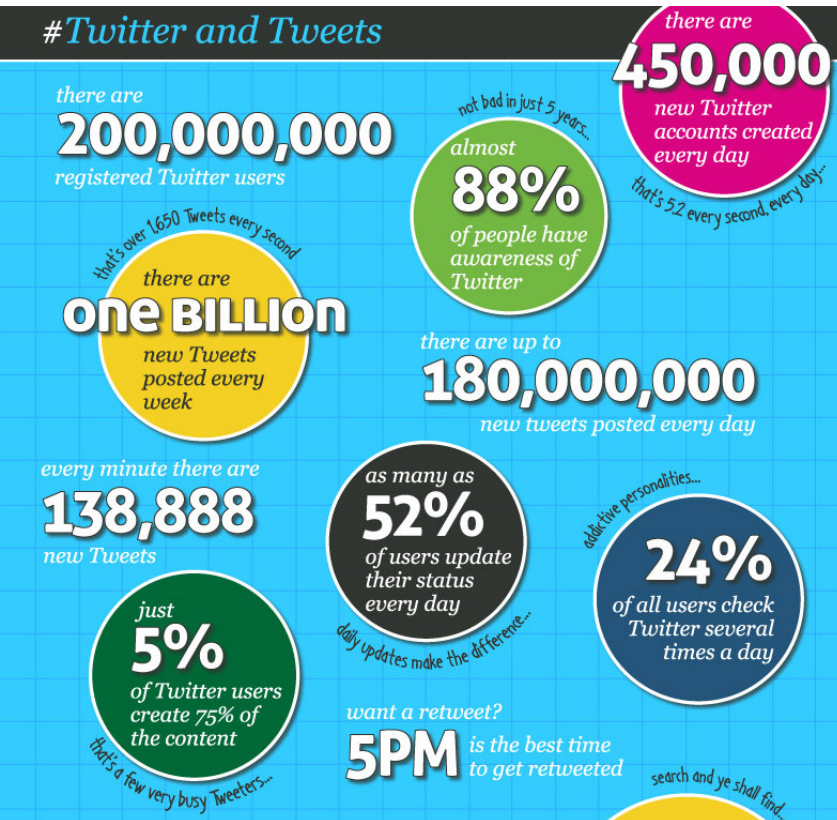 #Twitter and Tweets
there are
450,000
new Twitter
accounts created
every day
that's 5.2 every second, every day...
there are
200,000,000
registered Twitter users
not bad in just 5 years...
almost
88%
of people have
awareness of
Twitter
that's over 1,650 Tweets every second
there are
one BILLION
new Tweets
posted every
week
there are up to
180,000,000
new tweets posted every day
every minute there are
138,888
new Tweets
as many as
52%
of users update
their status
every day
daily updates make the difference...
addictive personalities...
24%
of all users check
Twitter several
times a day
just
5%
of Twitter users
create 75% of
the content
that's a few very busy Tweeters...
want a retweet?
5PM
is the best time
to get retweeted
search and ye shall find...